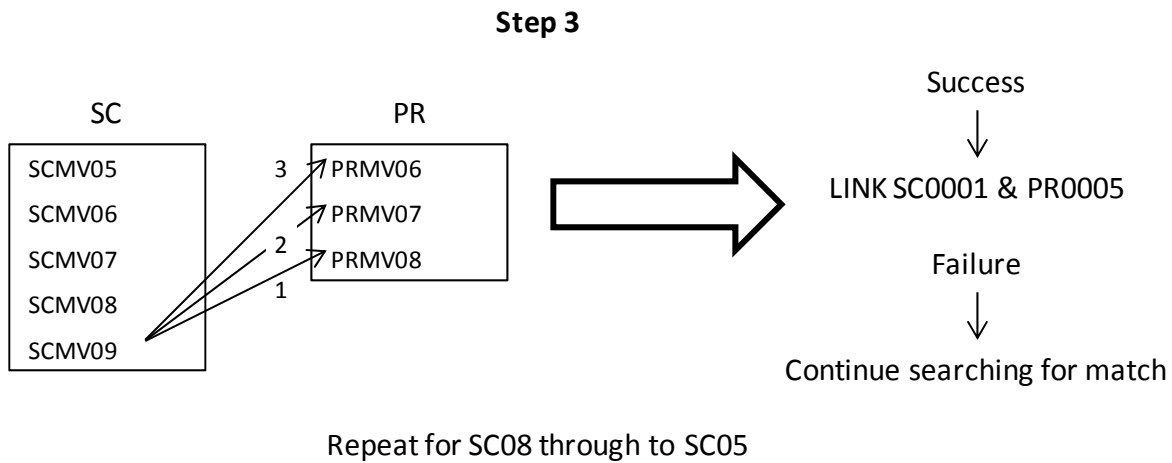 Step 3
SC
SCMV05
SCMV06
SCMV07
SCMV08
SCMV09
3
2
1
PR
PRMV06
PRMV07
PRMV08
Success
LINK SC0001 & PR0005
Failure
Continue searching for match
Repeat for SC08 through to SC05